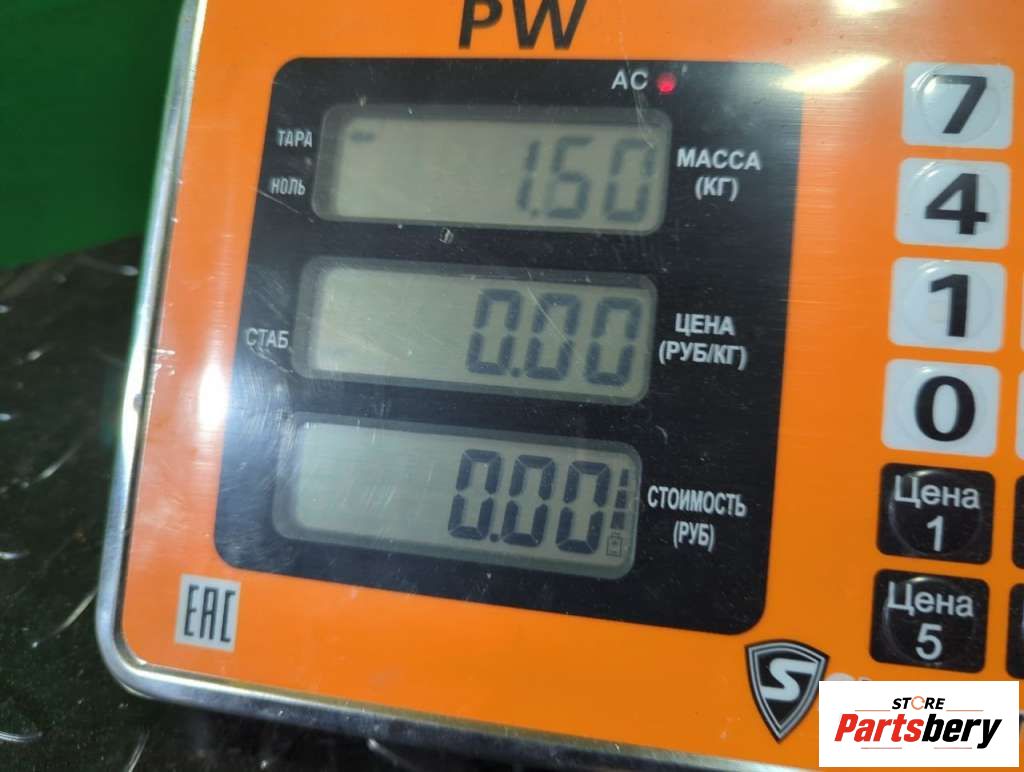 PW
AC
ТАРА
НОЛЬ
1.60
МАССА
(КГ)
СТАБ.
0.00
ЦЕНА
(РУБ/КГ)
0.00
СТОИМОСТЬ
(РУБ)
7
4
1
0
Цена
1
Цена
5
EAC
S
STORE
Partsbery